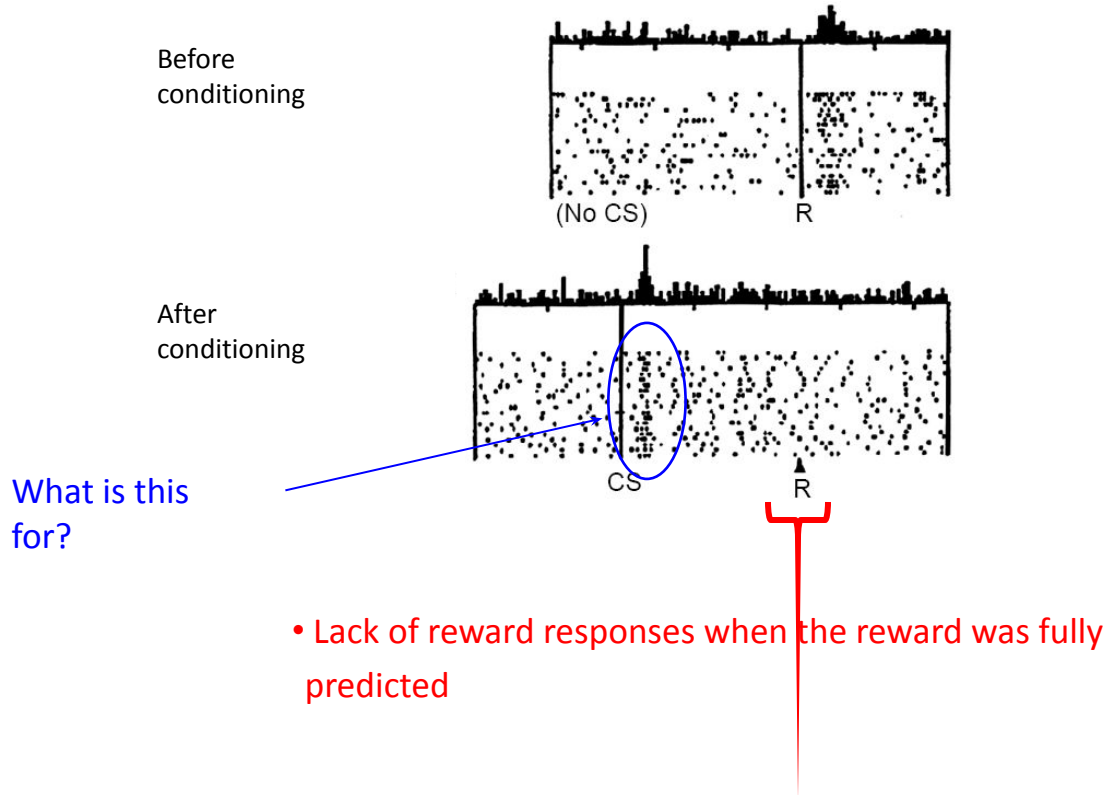 Before
conditioning
(No CS)
R
After
conditioning
CS
R
What is this
for?
• Lack of reward responses when the reward was fully
predicted